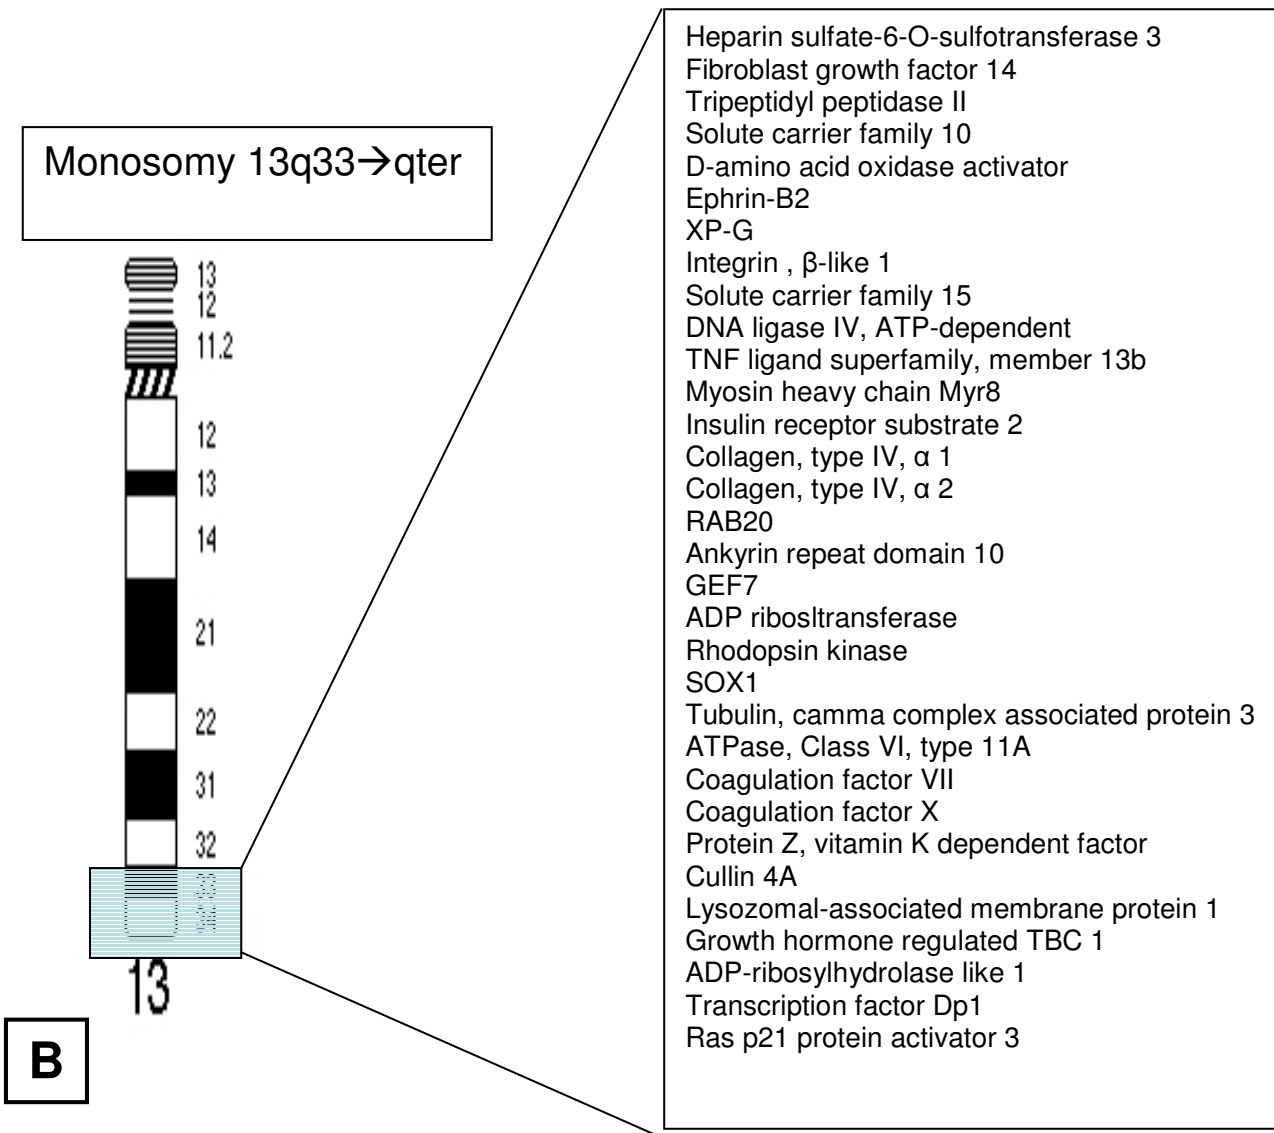 Monosomy 13q33→qter
13
12
11.2
12
13
14
21
22
31
32
33
34
13
B
Heparin sulfate-6-O-sulfotransferase 3
Fibroblast growth factor 14
Tripeptidyl peptidase II
Solute carrier family 10
D-amino acid oxidase activator
Ephrin-B2
XP-G
Integrin , β-like 1
Solute carrier family 15
DNA ligase IV, ATP-dependent
TNF ligand superfamily, member 13b
Myosin heavy chain Myr8
Insulin receptor substrate 2
Collagen, type IV, α 1
Collagen, type IV, α 2
RAB20
Ankyrin repeat domain 10
GEF7
ADP ribosltransferase
Rhodopsin kinase
SOX1
Tubulin, camma complex associated protein 3
ATPase, Class VI, type 11A
Coagulation factor VII
Coagulation factor X
Protein Z, vitamin K dependent factor
Cullin 4A
Lysozomal-associated membrane protein 1
Growth hormone regulated TBC 1
ADP-ribosylhydrolase like 1
Transcription factor Dp1
Ras p21 protein activator 3